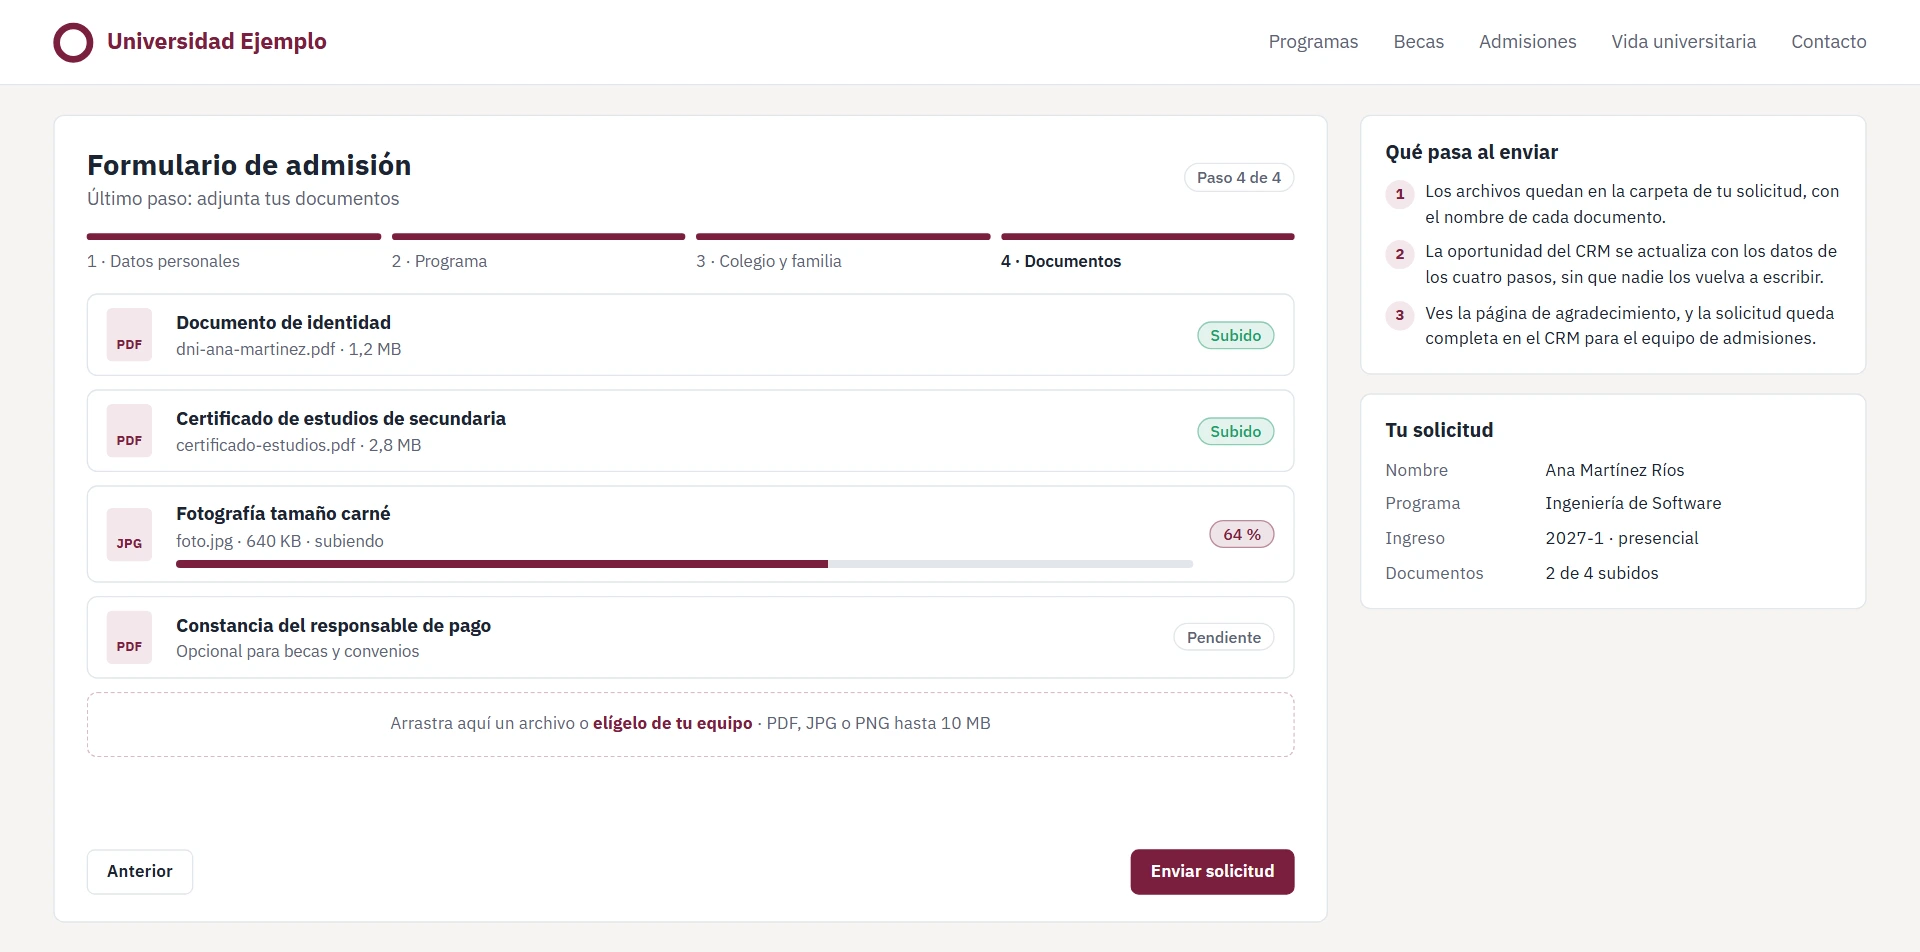 Universidad Ejemplo
Programas
Becas
Admisiones
Vida universitaria
Contacto
Formulario de admisión
Último paso: adjunta tus documentos
Paso 4 de 4
1 · Datos personales
2 · Programa
3 · Colegio y familia
4 · Documentos
PDF
Documento de identidad
dni-ana-martinez.pdf · 1,2 MB
Subido
PDF
Certificado de estudios de secundaria
certificado-estudios.pdf · 2,8 MB
Subido
JPG
Fotografía tamaño carné
foto.jpg · 640 KB · subiendo
64 %
PDF
Constancia del responsable de pago
Opcional para becas y convenios
Pendiente
Arrastra aquí un archivo o elígelo de tu equipo · PDF, JPG o PNG hasta 10 MB
Anterior
Enviar solicitud
Qué pasa al enviar
1
Los archivos quedan en la carpeta de tu solicitud, con
el nombre de cada documento.
2
La oportunidad del CRM se actualiza con los datos de
los cuatro pasos, sin que nadie los vuelva a escribir.
3
Ves la página de agradecimiento, y la solicitud queda
completa en el CRM para el equipo de admisiones.
Tu solicitud
Nombre
Ana Martínez Ríos
Programa
Ingeniería de Software
Ingreso
2027-1 · presencial
Documentos
2 de 4 subidos